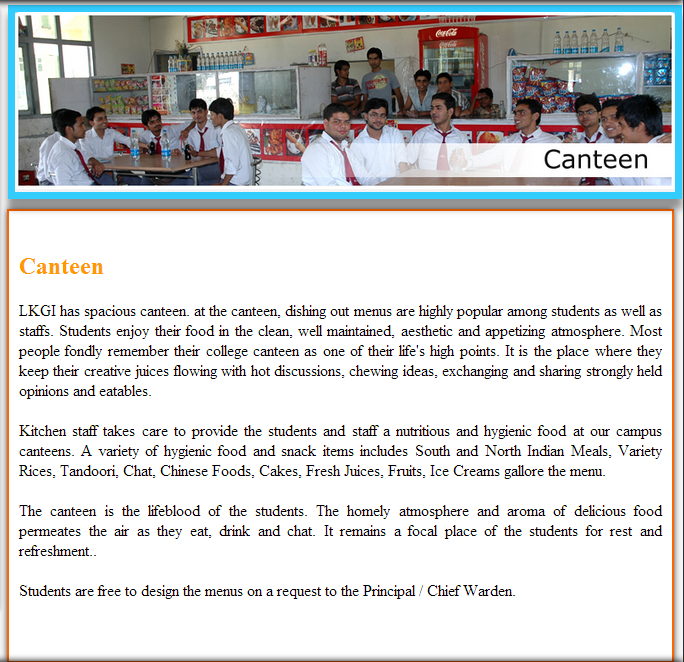 Coca-Cola
Canteen
Canteen
LKGI has spacious canteen. at the canteen, dishing out menus are highly popular among students as well as
staffs. Students enjoy their food in the clean, well maintained, aesthetic and appetizing atmosphere. Most
people fondly remember their college canteen as one of their life's high points. It is the place where they
keep their creative juices flowing with hot discussions, chewing ideas, exchanging and sharing strongly held
opinions and eatables.
Kitchen staff takes care to provide the students and staff a nutritious and hygienic food at our campus
canteens. A variety of hygienic food and snack items includes South and North Indian Meals, Variety
Rices, Tandoori, Chat, Chinese Foods, Cakes, Fresh Juices, Fruits, Ice Creams gallore the menu.
The canteen is the lifeblood of the students. The homely atmosphere and aroma of delicious food
permeates the air as they eat, drink and chat. It remains a focal place of the students for rest and
refreshment..
Students are free to design the menus on a request to the Principal / Chief Warden.